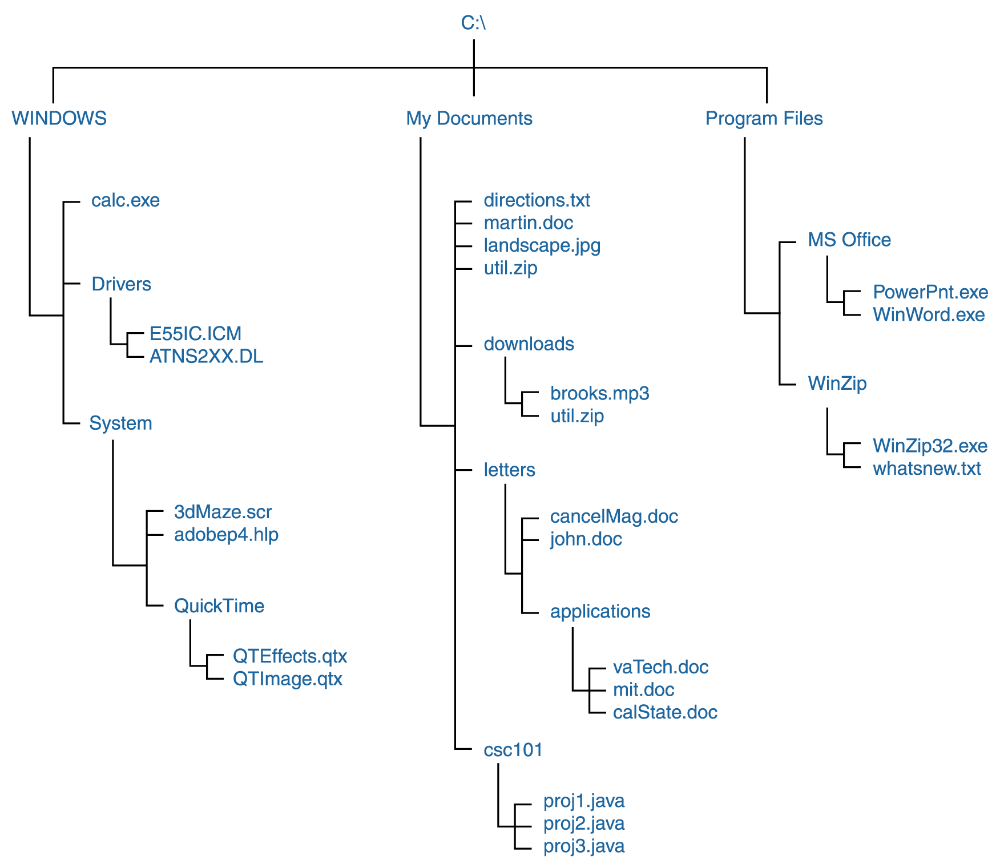 C:\
WINDOWS
My Documents
Program Files
calc.exe
Drivers
E55IC.ICM
ATNS2XX.DL
System
3dMaze.scr
adobep4.hlp
QuickTime
QTEffects.qtx
QTImage.qtx
directions.txt
martin.doc
landscape.jpg
util.zip
downloads
brooks.mp3
util.zip
letters
cancelMag.doc
john.doc
applications
vaTech.doc
mit.doc
calState.doc
csc101
proj1.java
proj2.java
proj3.java
MS Office
PowerPnt.exe
WinWord.exe
WinZip
WinZip32.exe
whatsnew.txt